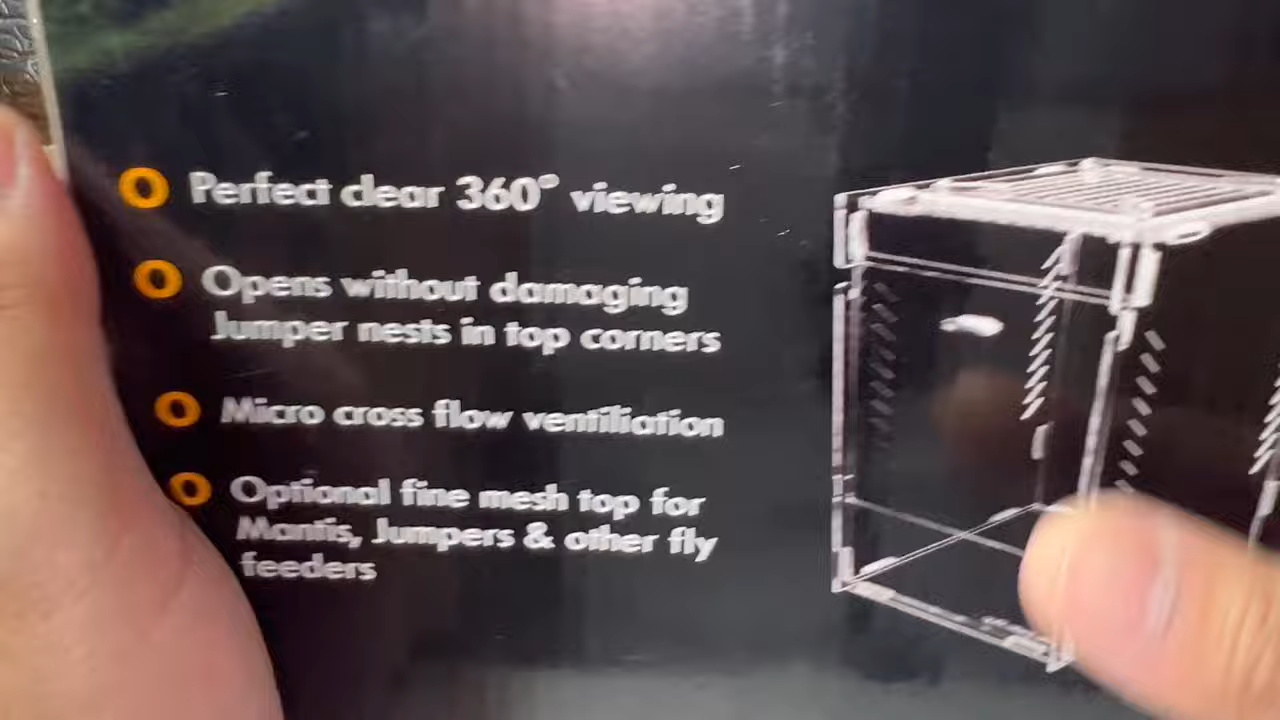 Perfect clear 360° viewing
Opens without damaging
Jumper nests in top corners
Micro cross flow ventiliation
Optional fine mesh top for
Mantis, Jumpers & other fly
feeders